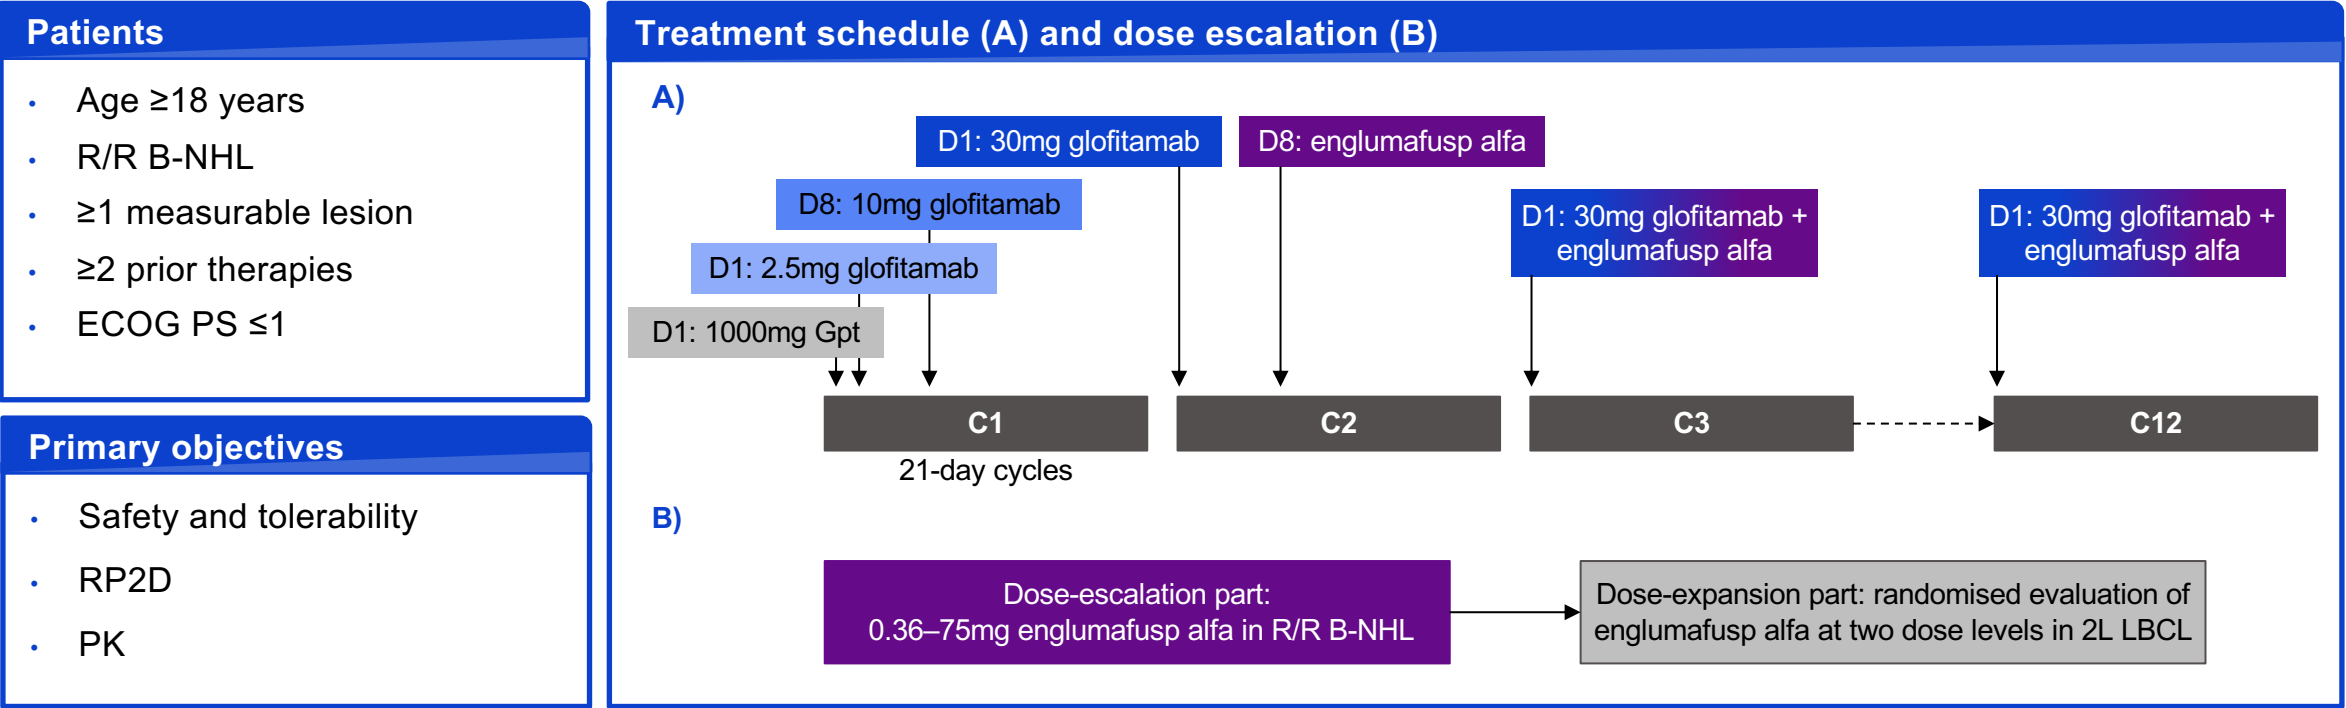 Patients
• Age ≥18 years
• R/R B-NHL
• ≥1 measurable lesion
• ≥2 prior therapies
• ECOG PS ≤1
Primary objectives
• Safety and tolerability
• RP2D
• PK
Treatment schedule (A) and dose escalation (B)
A)
D1: 30mg glofitamab
D8: englumafusp alfa
D8: 10mg glofitamab
D1: 2.5mg glofitamab
D1: 1000mg Gpt
D1: 30mg glofitamab +
englumafusp alfa
D1: 30mg glofitamab +
englumafusp alfa
C1
C2
C3
C12
21-day cycles
B)
Dose-escalation part:
0.36–75mg englumafusp alfa in R/R B-NHL
Dose-expansion part: randomised evaluation of
englumafusp alfa at two dose levels in 2L LBCL